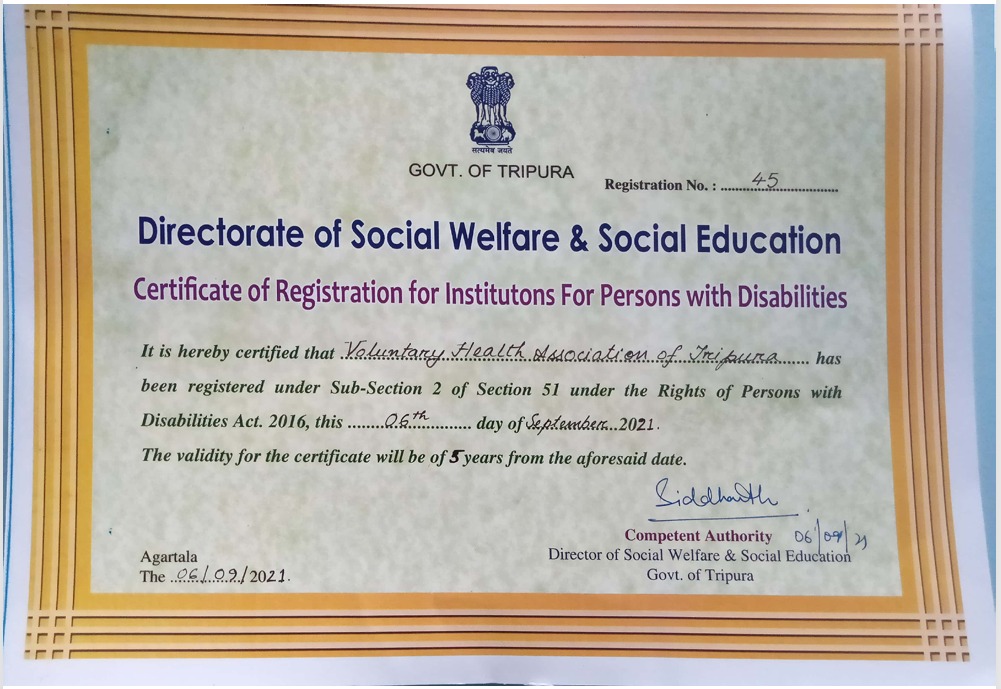 सत्यमेव जयते
GOVT. OF TRIPURA
Registration No. : ........45................
Directorate of Social Welfare & Social Education
Certificate of Registration for Institutons For Persons with Disabilities
It is hereby certified that .Voluntary Health Association of Tripura...... has
been registered under Sub-Section 2 of Section 51 under the Rights of Persons with
Disabilities Act. 2016, this ........06th.......... day of September..2021.
The validity for the certificate will be of 5 years from the aforesaid date.
Siddharth
Competent Authority 06/09/21
Director of Social Welfare & Social Education
Govt. of Tripura
Agartala
The ..06/.09./2021.